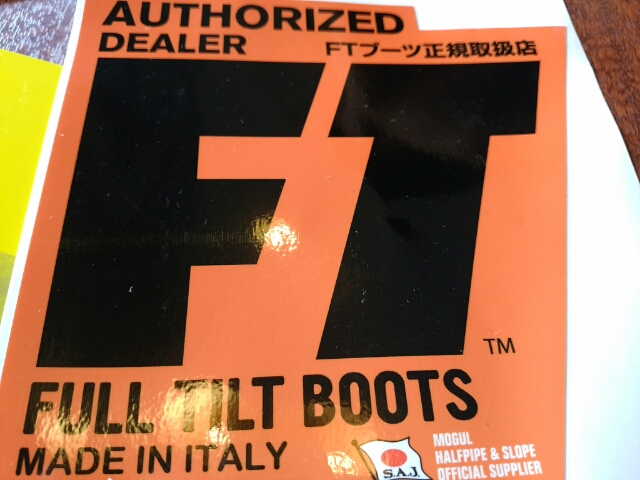 AUTHORIZED
DEALER
FTブーツ正規取扱店
FT
TM
FULL TILT BOOTS
MADE IN ITALY
S.A.J.
MOGUL
HALFPIPE & SLOPE
OFFICIAL SUPPLIER